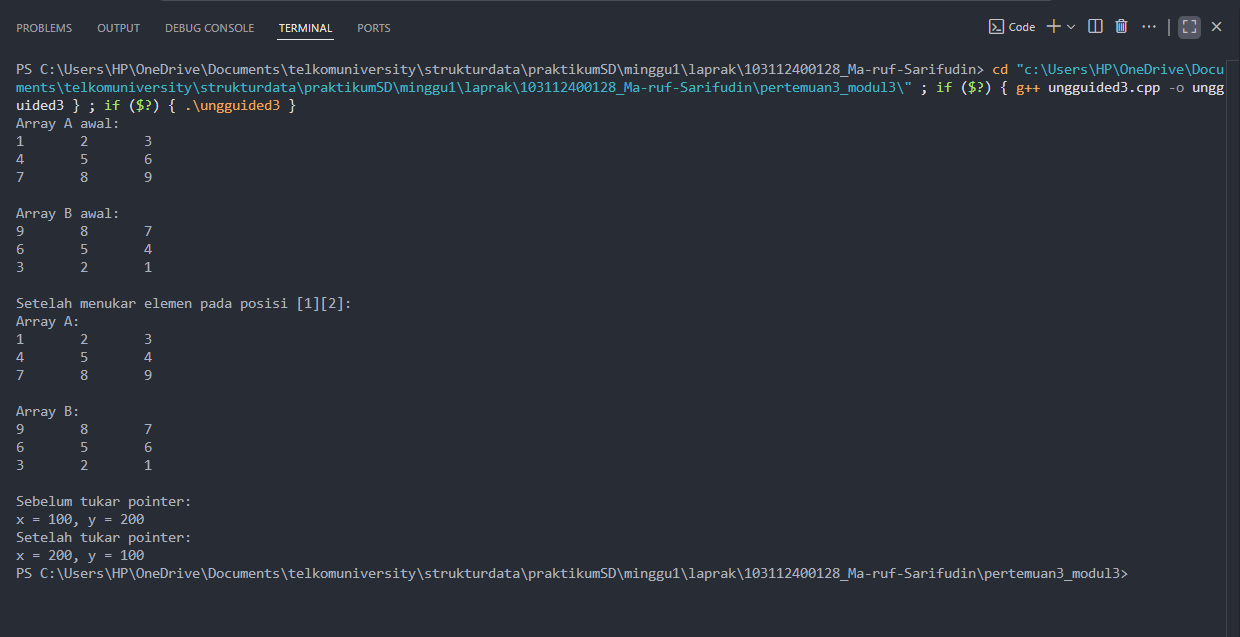 PROBLEMS OUTPUT DEBUG CONSOLE TERMINAL PORTS Code
PS C:\Users\HP\OneDrive\Documents\telkomuniversity\strukturdata\praktikumSD\minggu1\laprak\103112400128_Ma-ruf-Sarifudin> cd "c:\Users\HP\OneDrive\Docu
ments\telkomuniversity\strukturdata\praktikumSD\minggu1\laprak\103112400128_Ma-ruf-Sarifudin\pertemuan3_modul3\" ; if ($?) { g++ ungguided3.cpp -o ungg
uided3 } ; if ($?) { .\ungguided3 }
Array A awal:
1 2 3
4 5 6
7 8 9
Array B awal:
9 8 7
6 5 4
3 2 1
Setelah menukar elemen pada posisi [1][2]:
Array A:
1 2 3
4 5 4
7 8 9
Array B:
9 8 7
6 5 6
3 2 1
Sebelum tukar pointer:
x = 100, y = 200
Setelah tukar pointer:
x = 200, y = 100
PS C:\Users\HP\OneDrive\Documents\telkomuniversity\strukturdata\praktikumSD\minggu1\laprak\103112400128_Ma-ruf-Sarifudin\pertemuan3_modul3>